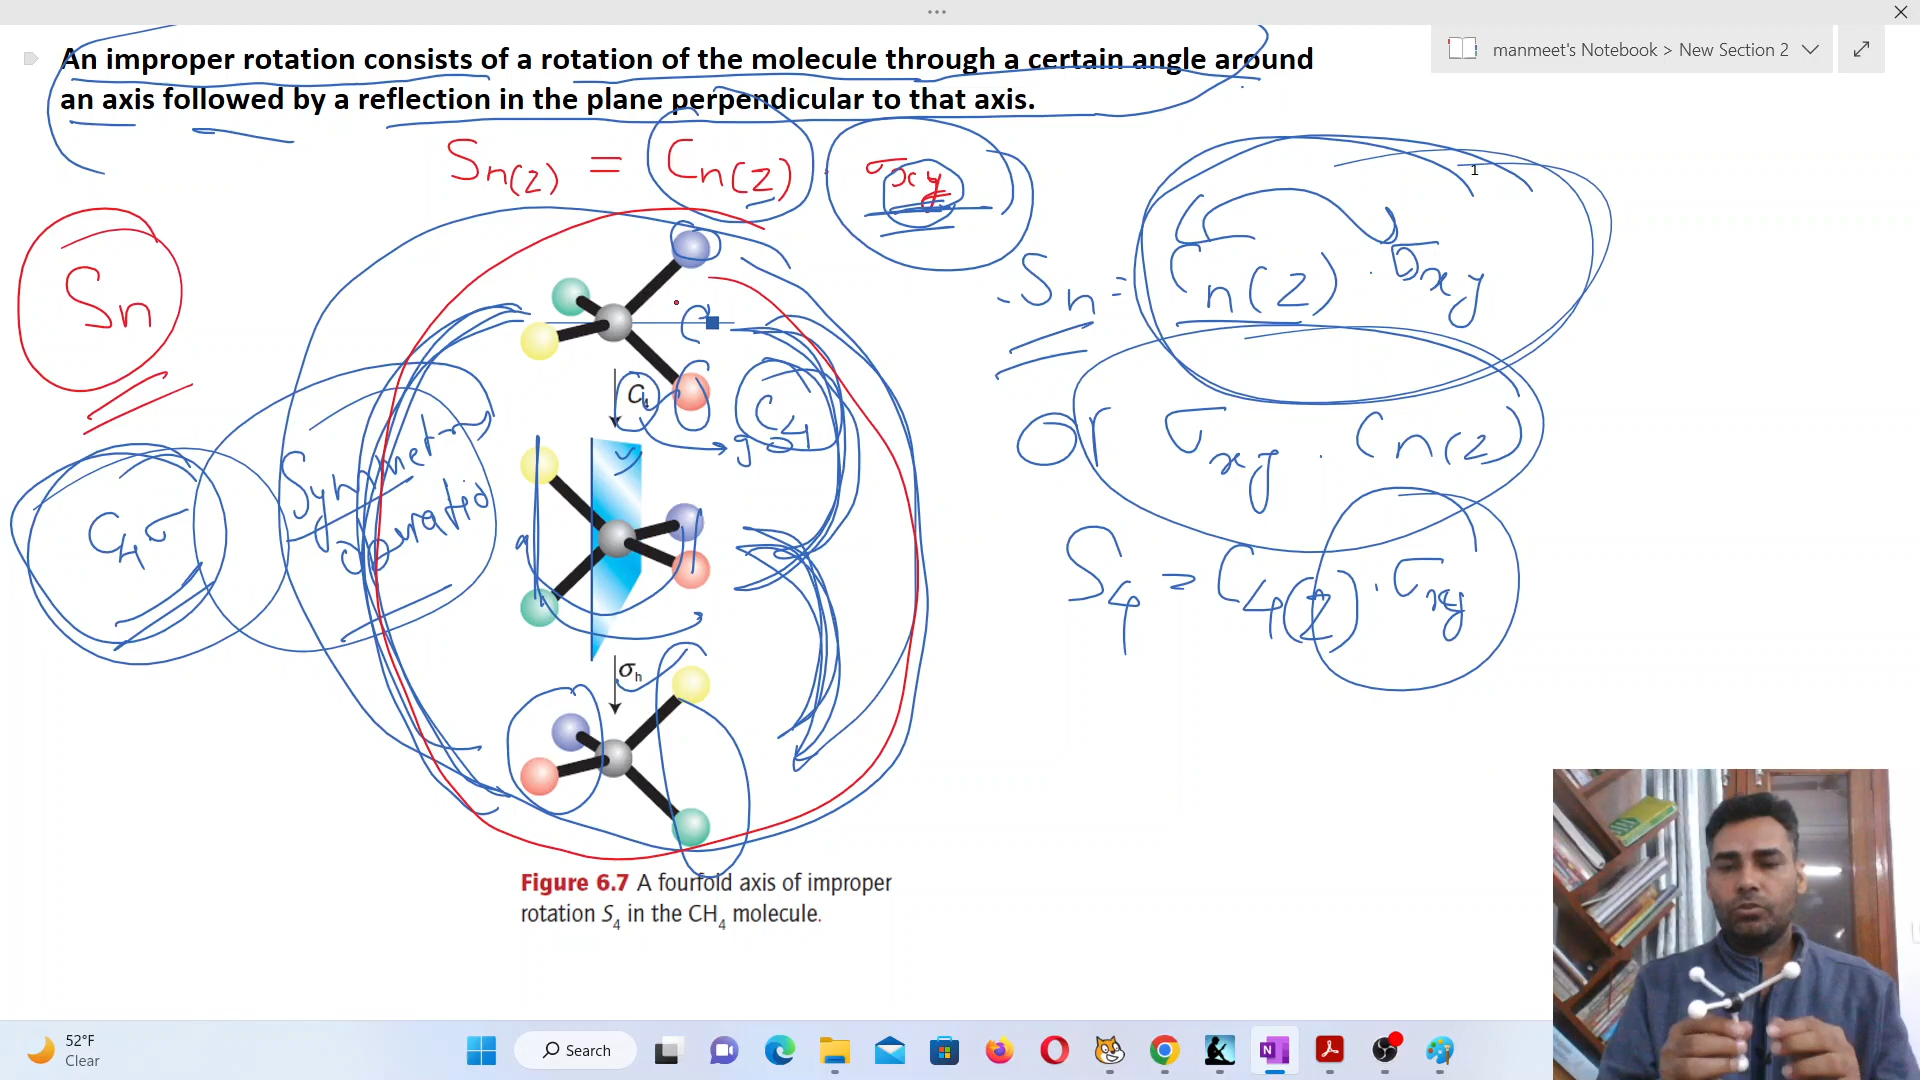 manmeet's Notebook > New Section 2
An improper rotation consists of a rotation of the molecule through a certain angle around
an axis followed by a reflection in the plane perpendicular to that axis.
Sn(z) = Cn(z) . σxy
Sn
Sn = Cn(z) . σxy
C4
C4
90
or σxy . Cn(z)
Symmetry
operation
C4 σ
S4 = C4(z) . σxy
σh
Figure 6.7 A fourfold axis of improper
rotation S4 in the CH4 molecule.
52°F
Clear
Search